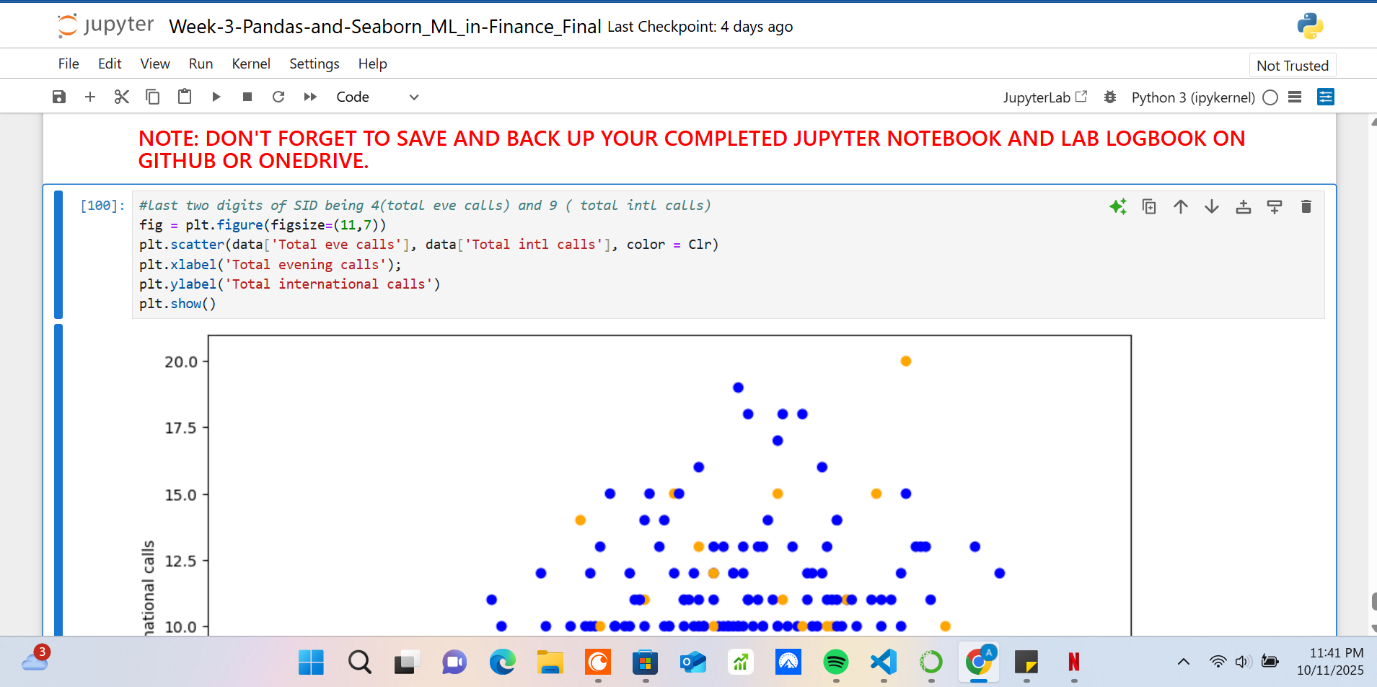 jupyter Week-3-Pandas-and-Seaborn_ML_in-Finance_Final Last Checkpoint: 4 days ago
File Edit View Run Kernel Settings Help
Not Trusted
Code
JupyterLab
Python 3 (ipykernel)
NOTE: DON'T FORGET TO SAVE AND BACK UP YOUR COMPLETED JUPYTER NOTEBOOK AND LAB LOGBOOK ON
GITHUB OR ONEDRIVE.
[100]: #last two digits of SID being 4(total eve calls) and 9 ( total intl calls)
fig = plt.figure(figsize=(11,7))
plt.scatter(data['Total eve calls'], data['Total intl calls'], color = Clr)
plt.xlabel('Total evening calls');
plt.ylabel('Total international calls')
plt.show()
20.0
17.5
15.0
12.5
10.0
national calls
3
A
N
11:41 PM
10/11/2025